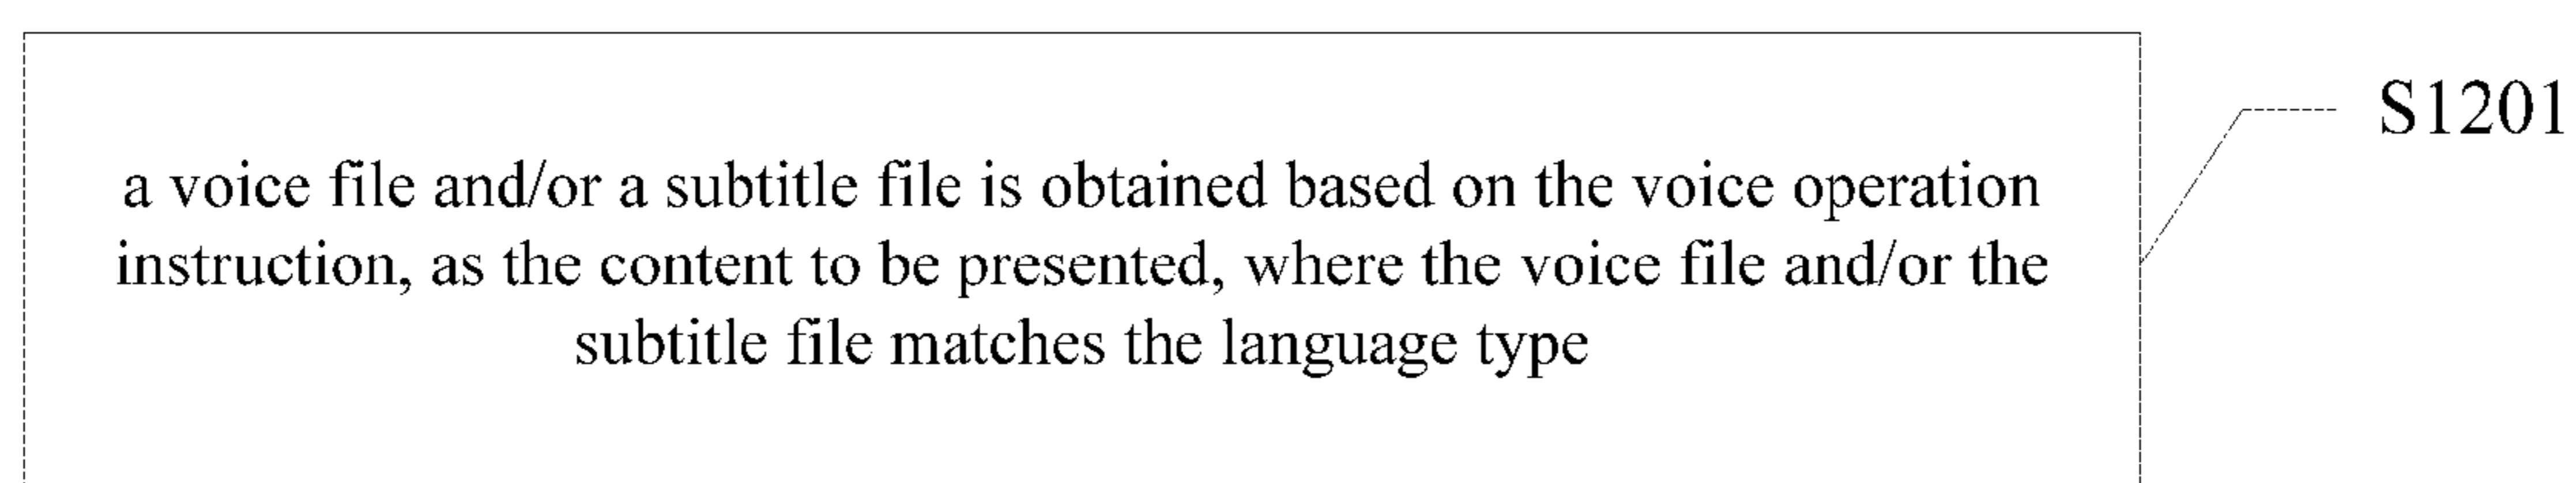 S1201
a voice file and/or a subtitle file is obtained based on the voice operation
instruction, as the content to be presented, where the voice file and/or the
subtitle file matches the language type